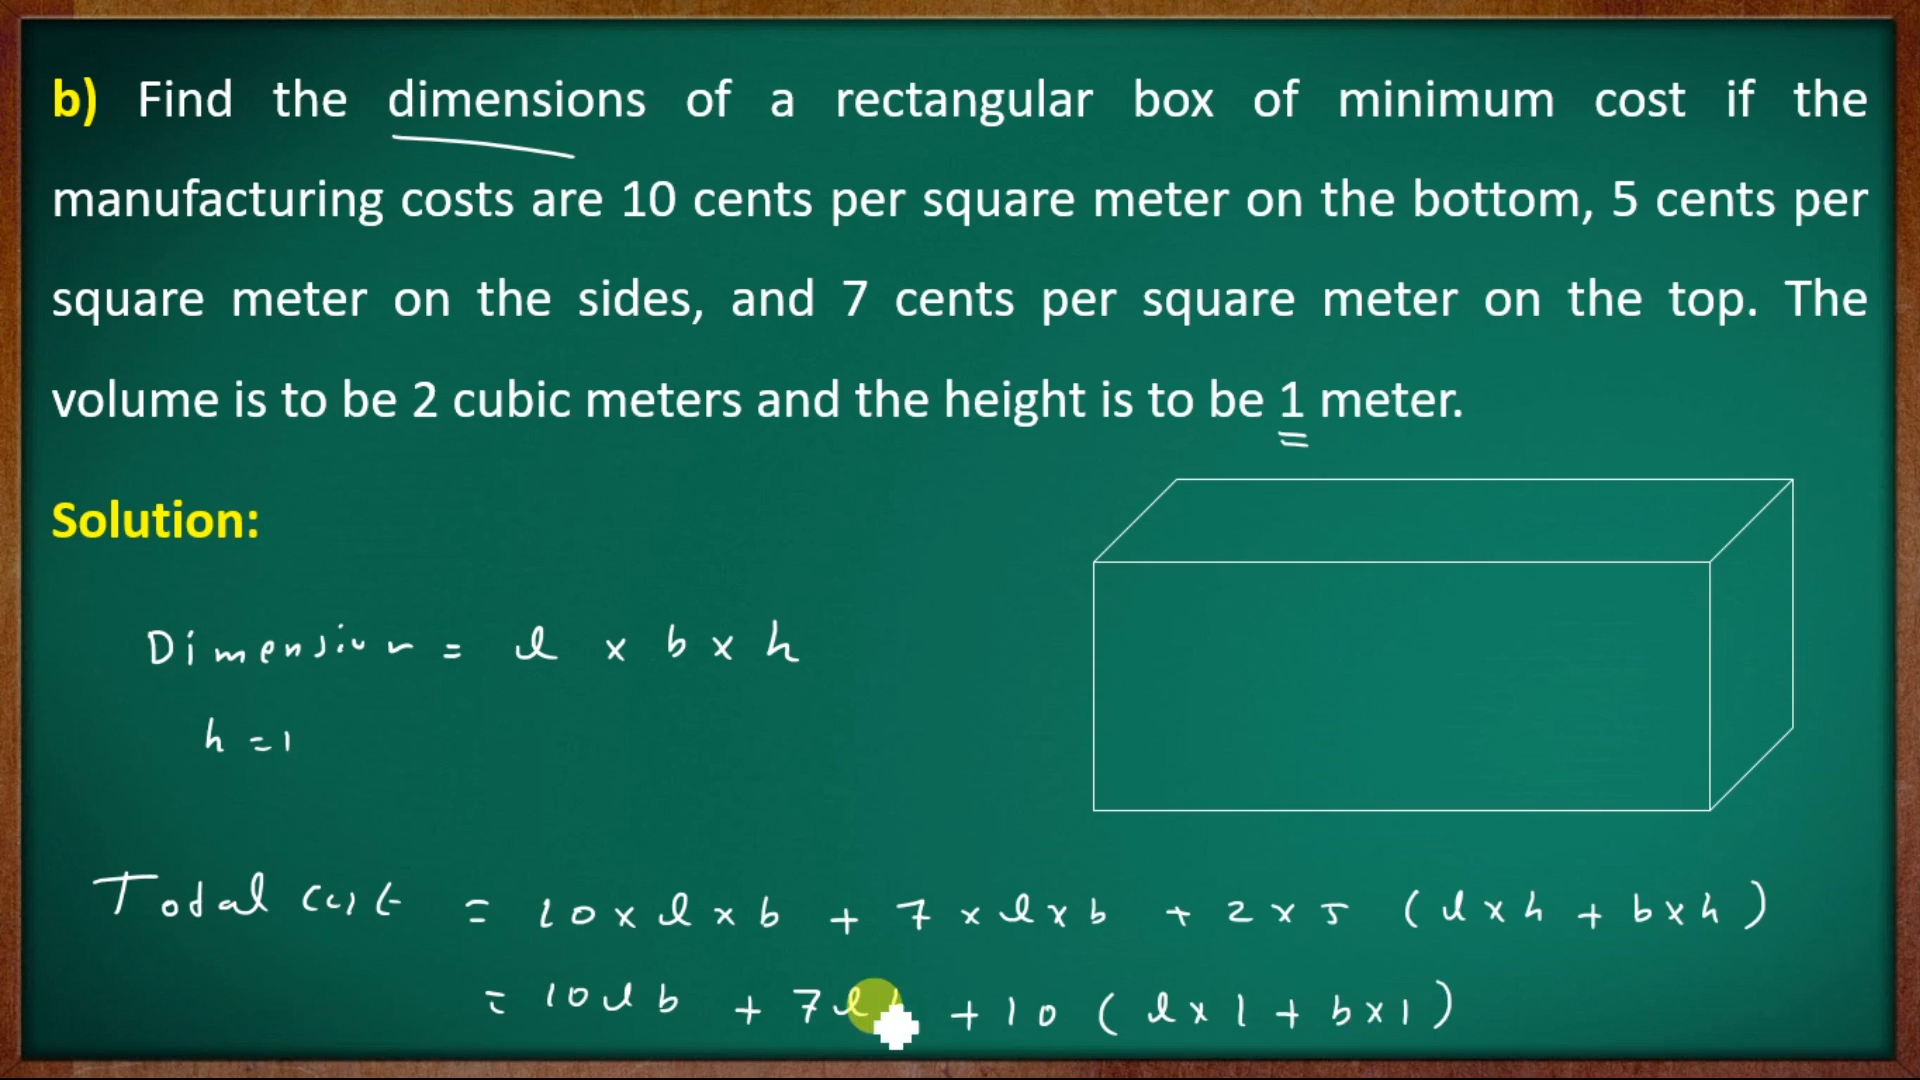 b) Find the dimensions of a rectangular box of minimum cost if the
manufacturing costs are 10 cents per square meter on the bottom, 5 cents per
square meter on the sides, and 7 cents per square meter on the top. The
volume is to be 2 cubic meters and the height is to be 1 meter.
Solution:
Dimension = l × b × h
h = 1
Total cost = 10 × l × b + 7 × l × b + 2 × 5 ( l × h + b × h )
= 10 l b + 7 l + 10 ( l × 1 + b × 1 )